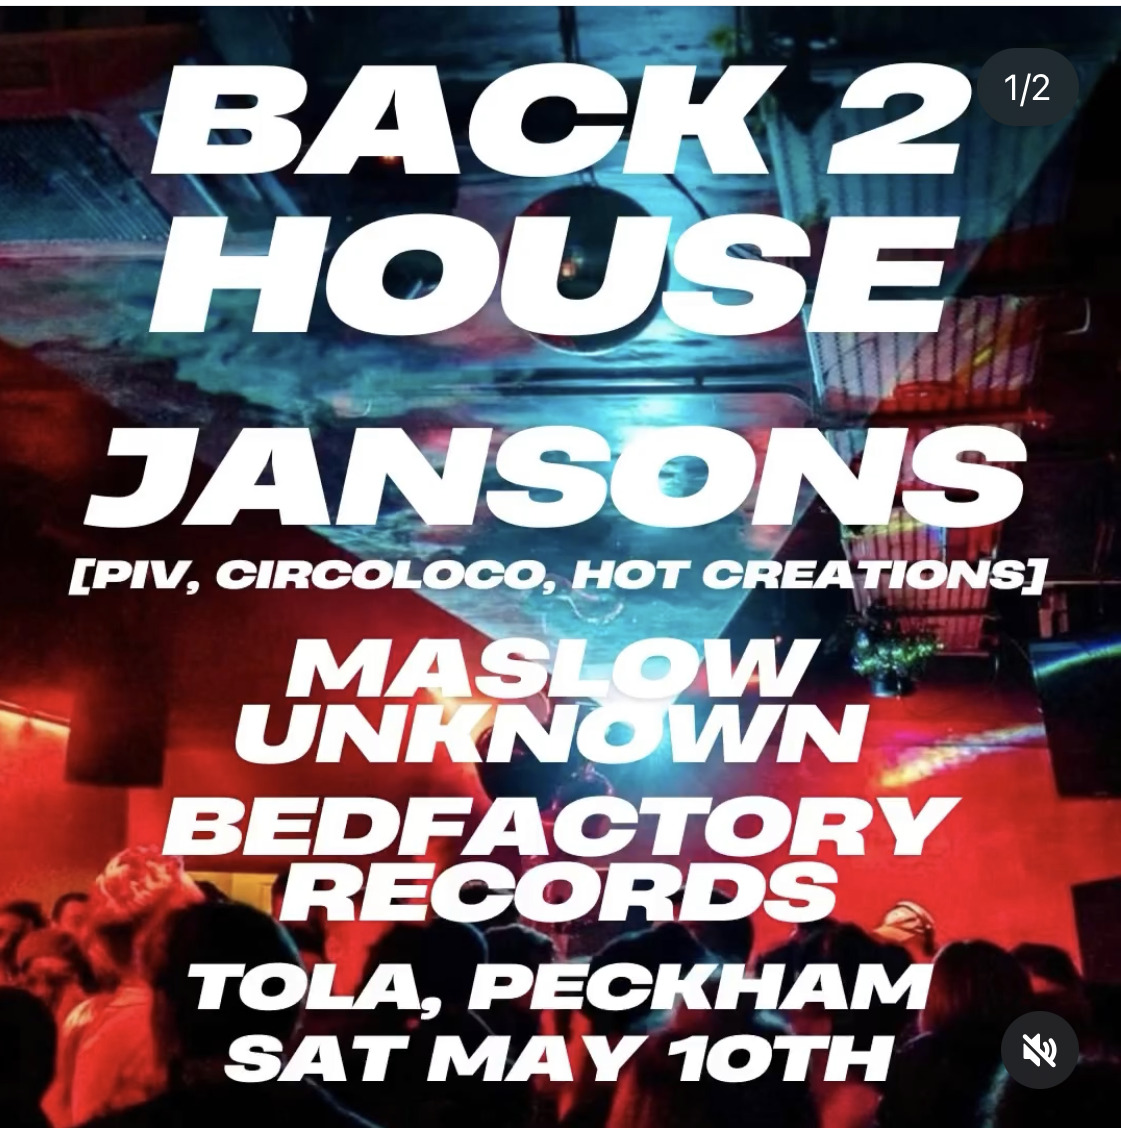 BACK 2
1/2
HOUSE
JANSONS
[PIV, CIRCOLOCO, HOT CREATIONS]
MASLOW
UNKNOWN
BEDFACTORY
RECORDS
TOLA, PECKHAM
SAT MAY 10TH